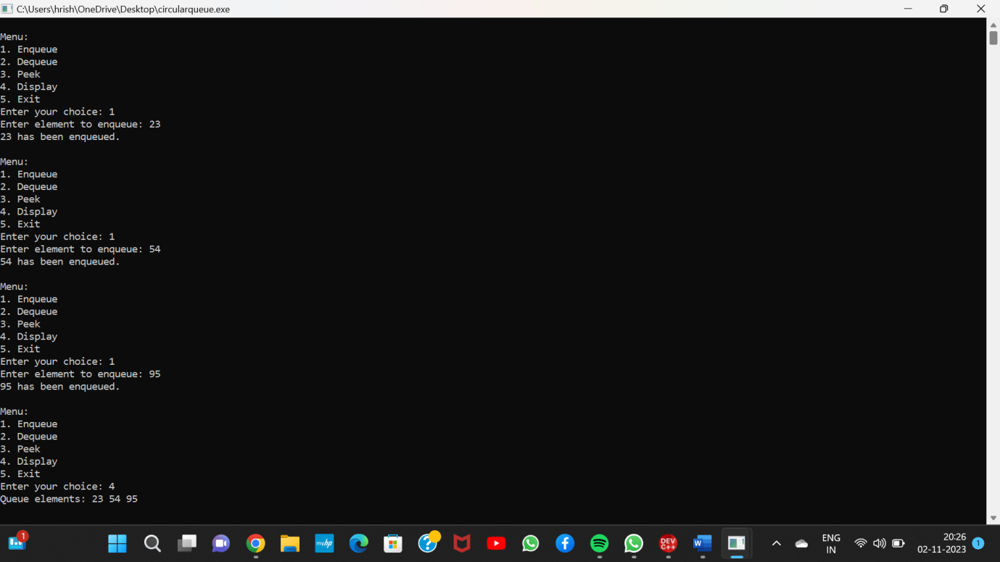 C:\Users\hrish\OneDrive\Desktop\circularqueue.exe
Menu:
1. Enqueue
2. Dequeue
3. Peek
4. Display
5. Exit
Enter your choice: 1
Enter element to enqueue: 23
23 has been enqueued.
Menu:
1. Enqueue
2. Dequeue
3. Peek
4. Display
5. Exit
Enter your choice: 1
Enter element to enqueue: 54
54 has been enqueued.
Menu:
1. Enqueue
2. Dequeue
3. Peek
4. Display
5. Exit
Enter your choice: 1
Enter element to enqueue: 95
95 has been enqueued.
Menu:
1. Enqueue
2. Dequeue
3. Peek
4. Display
5. Exit
Enter your choice: 4
Queue elements: 23 54 95
1
myhp
?
DEV
C++
W
ENG
IN
20:26
02-11-2023
1